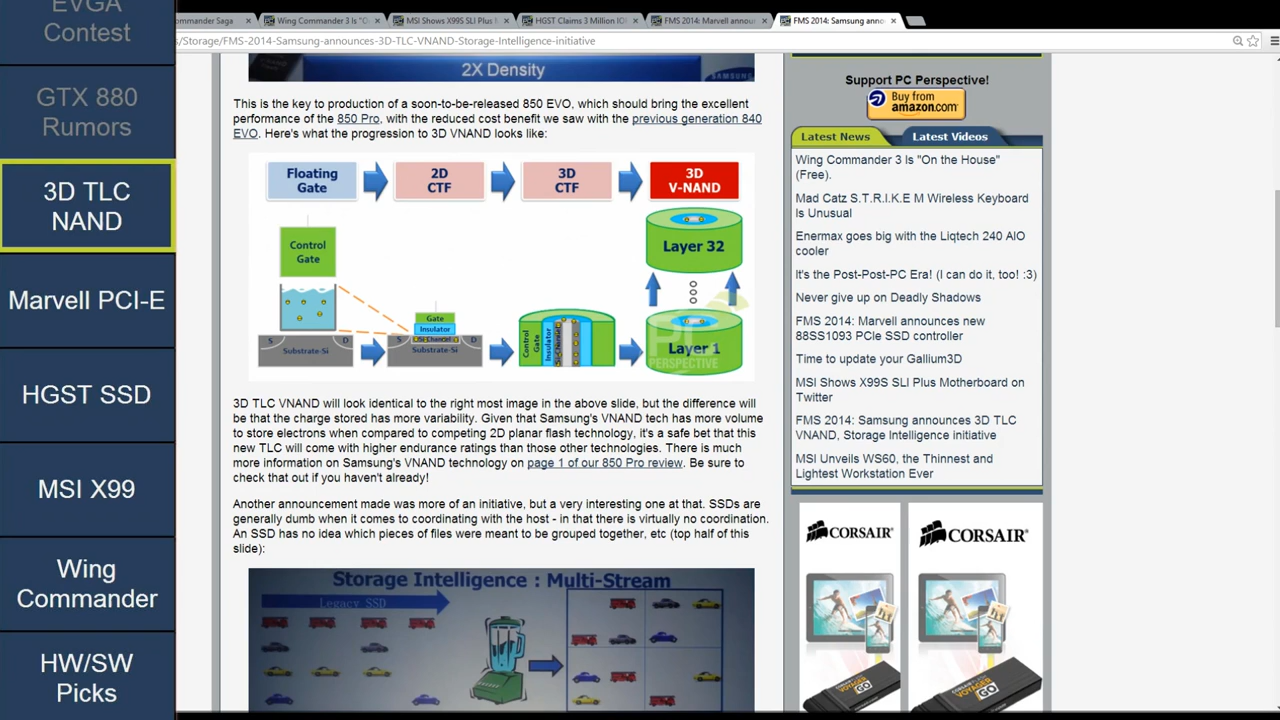 EVGA
Contest
GTX 880
Rumors
3D TLC
NAND
Marvell PCI-E
HGST SSD
MSI X99
Wing
Commander
HW/SW
Picks
ommander Saga
Wing Commander 3 Is "O
MSI Shows X99S SLI Plus
HGST Claims 3 Million IO
FMS 2014: Marvell annou
FMS 2014: Samsung anno
s/Storage/FMS-2014-Samsung-announces-3D-TLC-VNAND-Storage-Intelligence-initiative
2X Density
SAMSUNG
This is the key to production of a soon-to-be-released 850 EVO, which should bring the excellent
performance of the 850 Pro, with the reduced cost benefit we saw with the previous generation 840
EVO. Here's what the progression to 3D VNAND looks like:
Floating
Gate
2D
CTF
3D
CTF
3D
V-NAND
Control
Gate
S
D
Substrate-Si
Gate
Insulator
Si Channel
S
D
Substrate-Si
Control
Gate
Insulator
Layer 32
Layer 1
PERSPECTIVE
3D TLC VNAND will look identical to the right most image in the above slide, but the difference will
be that the charge stored has more variability. Given that Samsung's VNAND tech has more volume
to store electrons when compared to competing 2D planar flash technology, it's a safe bet that this
new TLC will come with higher endurance ratings than those other technologies. There is much
more information on Samsung's VNAND technology on page 1 of our 850 Pro review. Be sure to
check that out if you haven't already!
Another announcement made was more of an initiative, but a very interesting one at that. SSDs are
generally dumb when it comes to coordinating with the host - in that there is virtually no coordination.
An SSD has no idea which pieces of files were meant to be grouped together, etc (top half of this
slide):
Storage Intelligence : Multi-Stream
Legacy SSD
Support PC Perspective!
Buy from
amazon.com
Latest News
Latest Videos
Wing Commander 3 Is "On the House"
(Free).
Mad Catz S.T.R.I.K.E M Wireless Keyboard
Is Unusual
Enermax goes big with the Liqtech 240 AIO
cooler
It's the Post-Post-PC Era! (I can do it, too! :3)
Never give up on Deadly Shadows
FMS 2014: Marvell announces new
88SS1093 PCIe SSD controller
Time to update your Gallium3D
MSI Shows X99S SLI Plus Motherboard on
Twitter
FMS 2014: Samsung announces 3D TLC
VNAND, Storage Intelligence initiative
MSI Unveils WS60, the Thinnest and
Lightest Workstation Ever
CORSAIR
CORSAIR
VOYAGER
GO
VOYAGER
GO